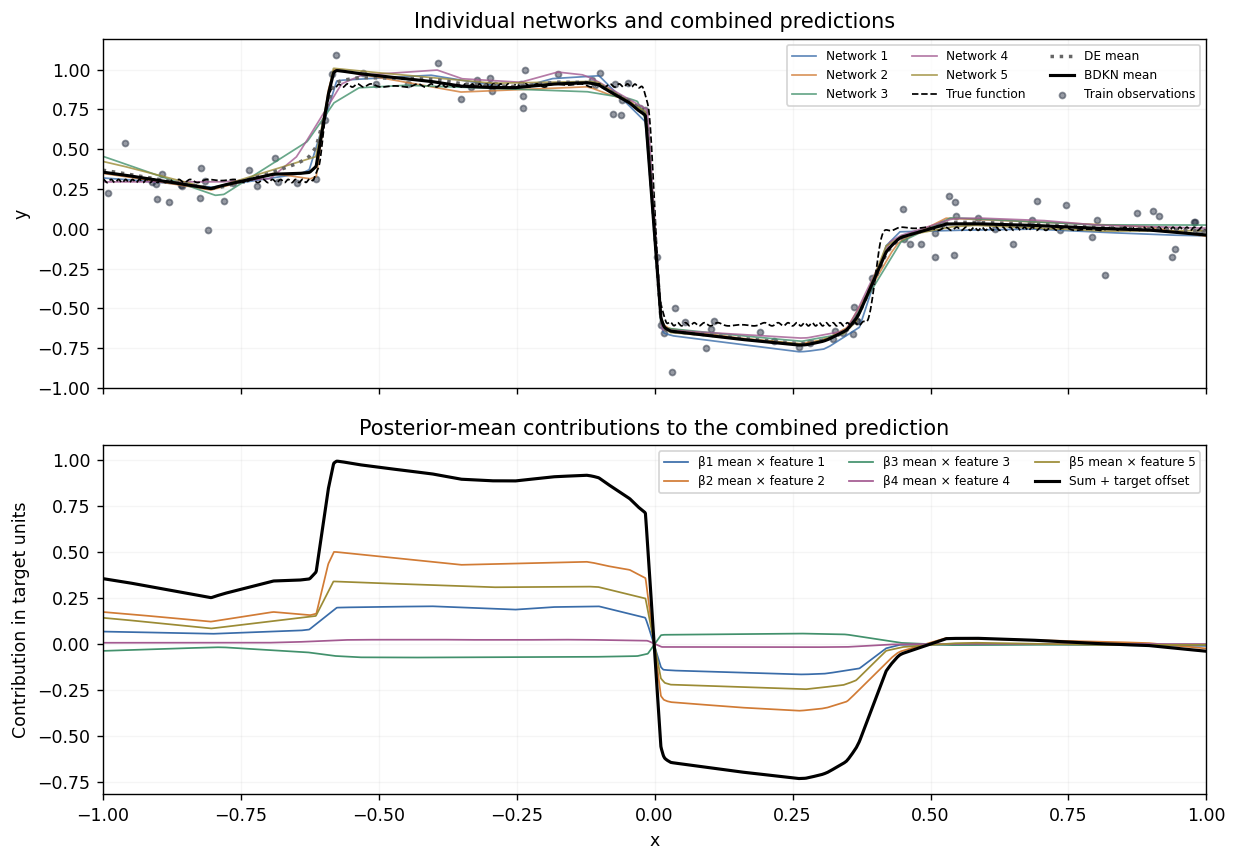 Individual networks and combined predictions
1.00
0.75
0.50
0.25
0.00
−0.25
−0.50
−0.75
−1.00
y
Network 1
Network 2
Network 3
Network 4
Network 5
True function
DE mean
BDKN mean
Train observations
Posterior-mean contributions to the combined prediction
1.00
0.75
0.50
0.25
0.00
−0.25
−0.50
−0.75
Contribution in target units
β1 mean × feature 1
β2 mean × feature 2
β3 mean × feature 3
β4 mean × feature 4
β5 mean × feature 5
Sum + target offset
−1.00
−0.75
−0.50
−0.25
0.00
0.25
0.50
0.75
1.00
x